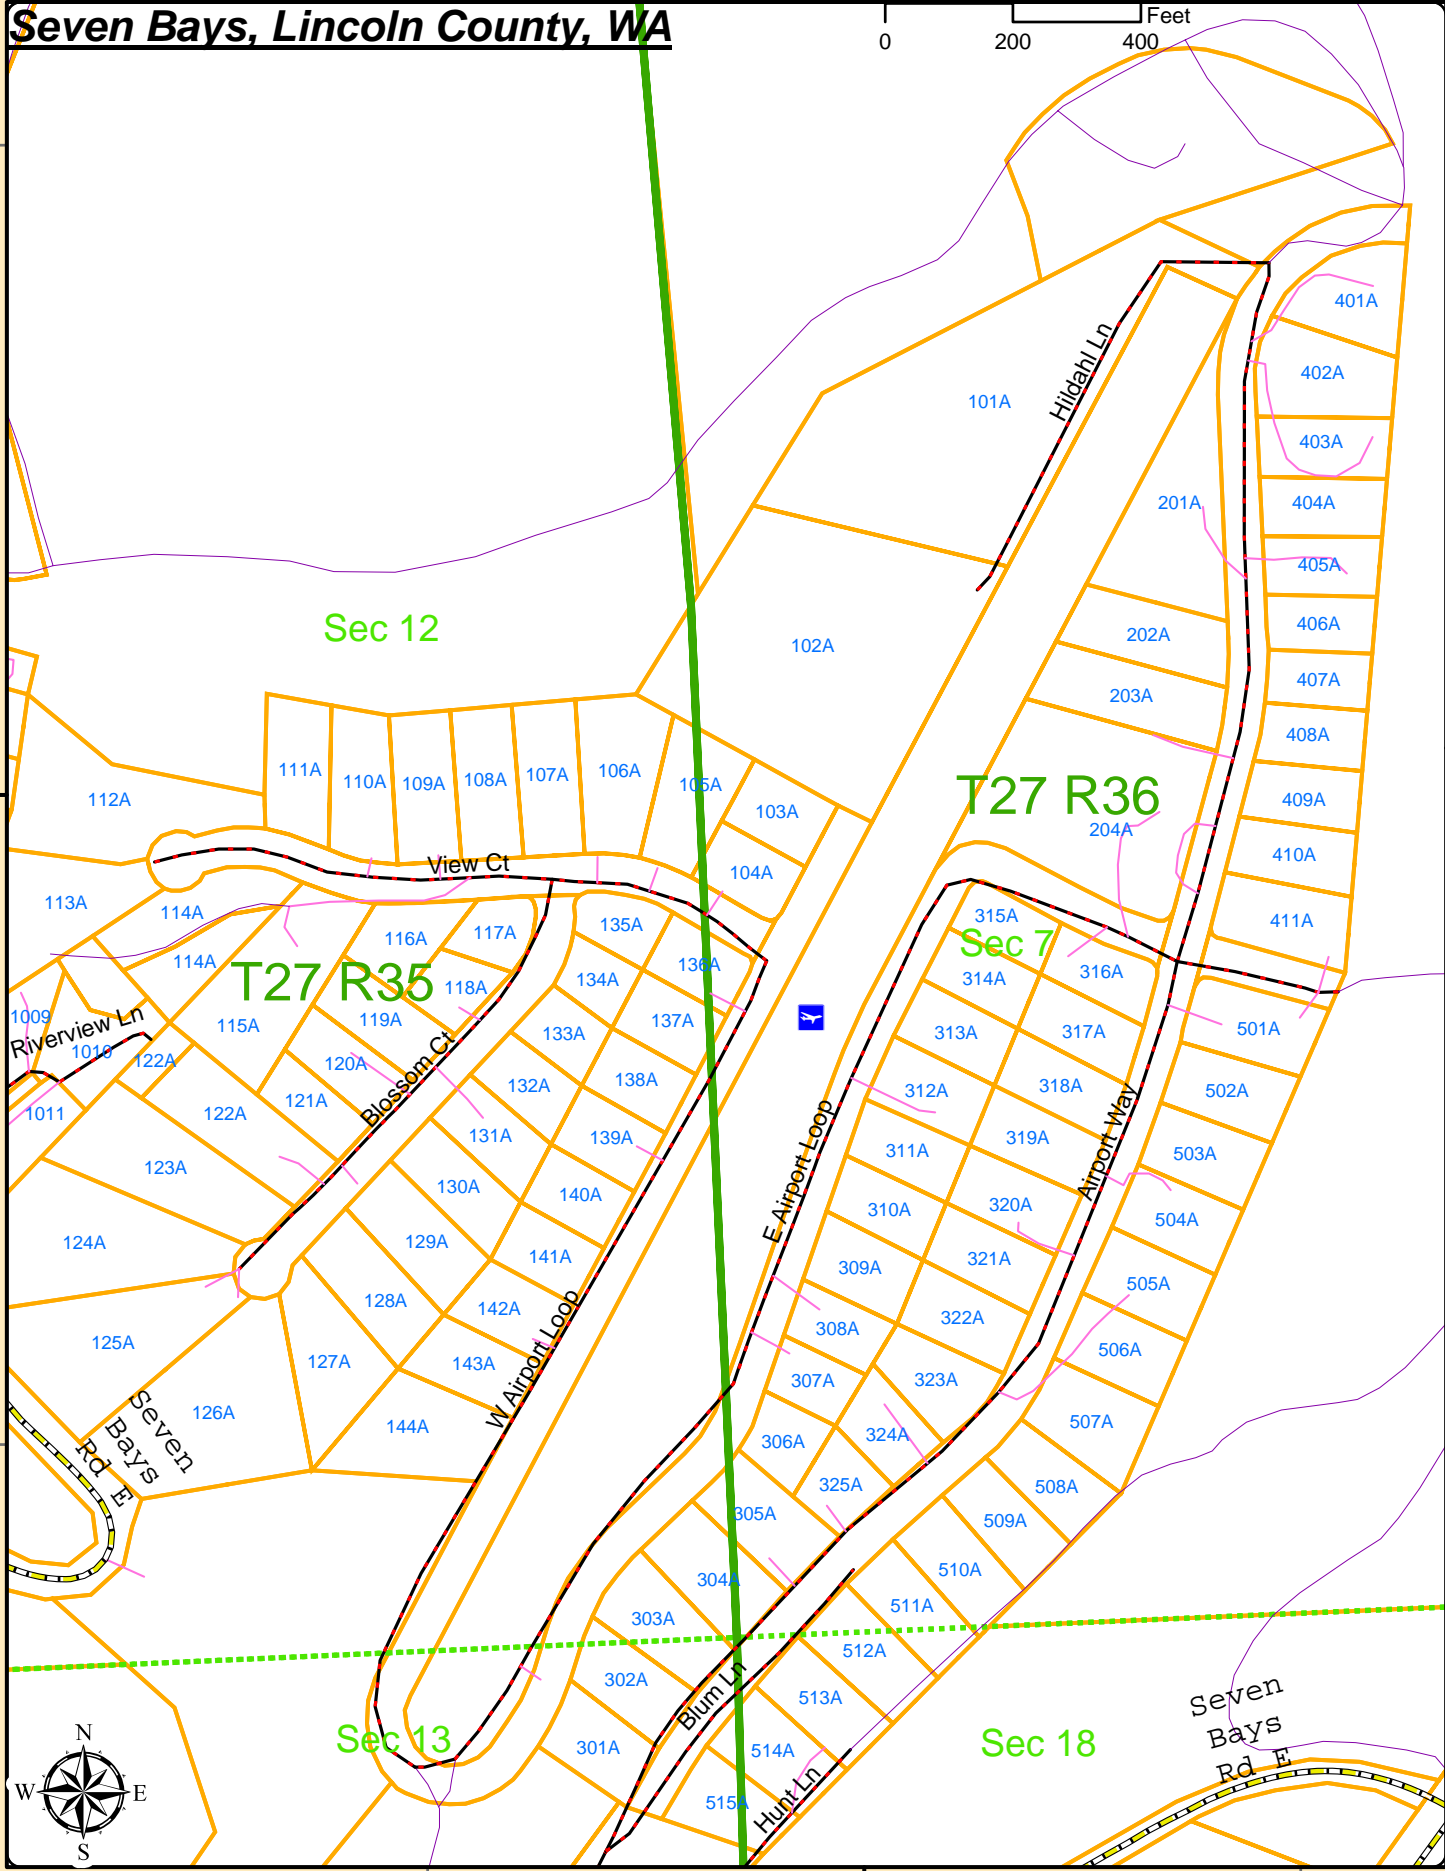 Seven Bays, Lincoln County, WA
Feet
0 200 400
401A
402A
101A
Hildahl Ln
403A
201A
404A
405A
Sec 12
102A
202A
406A
203A
407A
408A
111A
110A
109A
108A
107A
106A
105A
103A
T27 R36
409A
112A
204A
410A
View Ct
104A
113A
114A
116A
117A
135A
315A
411A
Sec 7
114A
T27 R35
118A
134A
136A
314A
316A
1009
Riverview Ln
1010
122A
115A
119A
133A
137A
313A
317A
501A
120A
Blossom Ct
132A
138A
312A
318A
502A
1011
122A
121A
131A
139A
E Airport Loop
311A
319A
Airport Way
503A
123A
130A
140A
310A
320A
504A
124A
129A
141A
309A
321A
505A
125A
128A
142A
308A
322A
506A
127A
143A
W Airport Loop
307A
323A
Seven
Bays
Rd E
126A
144A
306A
324A
507A
325A
508A
305A
509A
304A
510A
303A
511A
302A
512A
Blum Ln
513A
Sec 13
301A
514A
Sec 18
Seven
Bays
Rd E
515A
Hunt Ln
N
W E
S